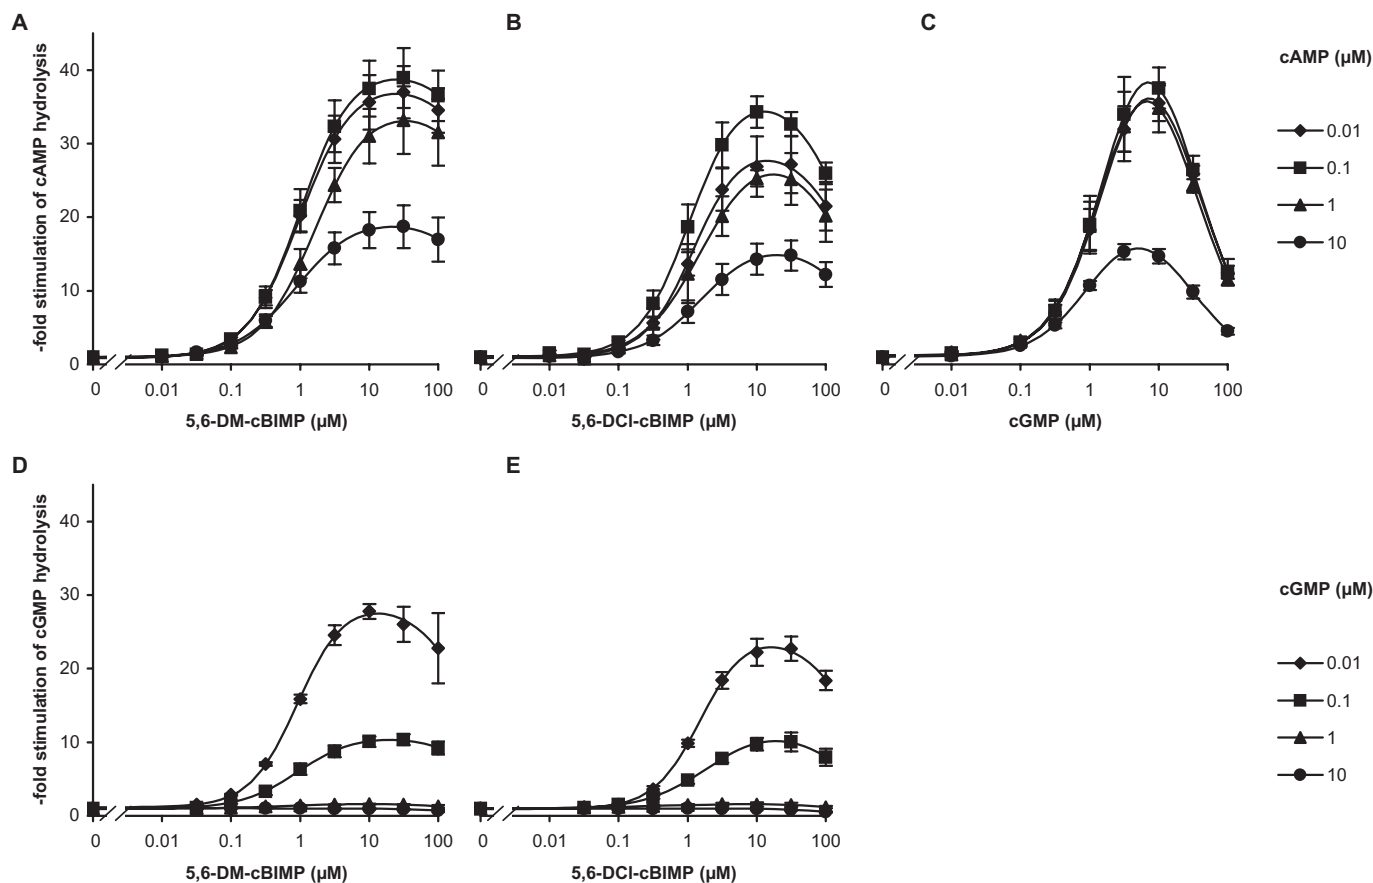 A
B
C
-fold stimulation of cAMP hydrolysis
40
30
20
10
0
0 0.01 0.1 1 10 100
5,6-DM-cBIMP (µM)
0 0.01 0.1 1 10 100
5,6-DCl-cBIMP (µM)
0 0.01 0.1 1 10 100
cGMP (µM)
cAMP (µM)
0.01
0.1
1
10
D
E
-fold stimulation of cGMP hydrolysis
40
30
20
10
0
0 0.01 0.1 1 10 100
5,6-DM-cBIMP (µM)
0 0.01 0.1 1 10 100
5,6-DCl-cBIMP (µM)
cGMP (µM)
0.01
0.1
1
10